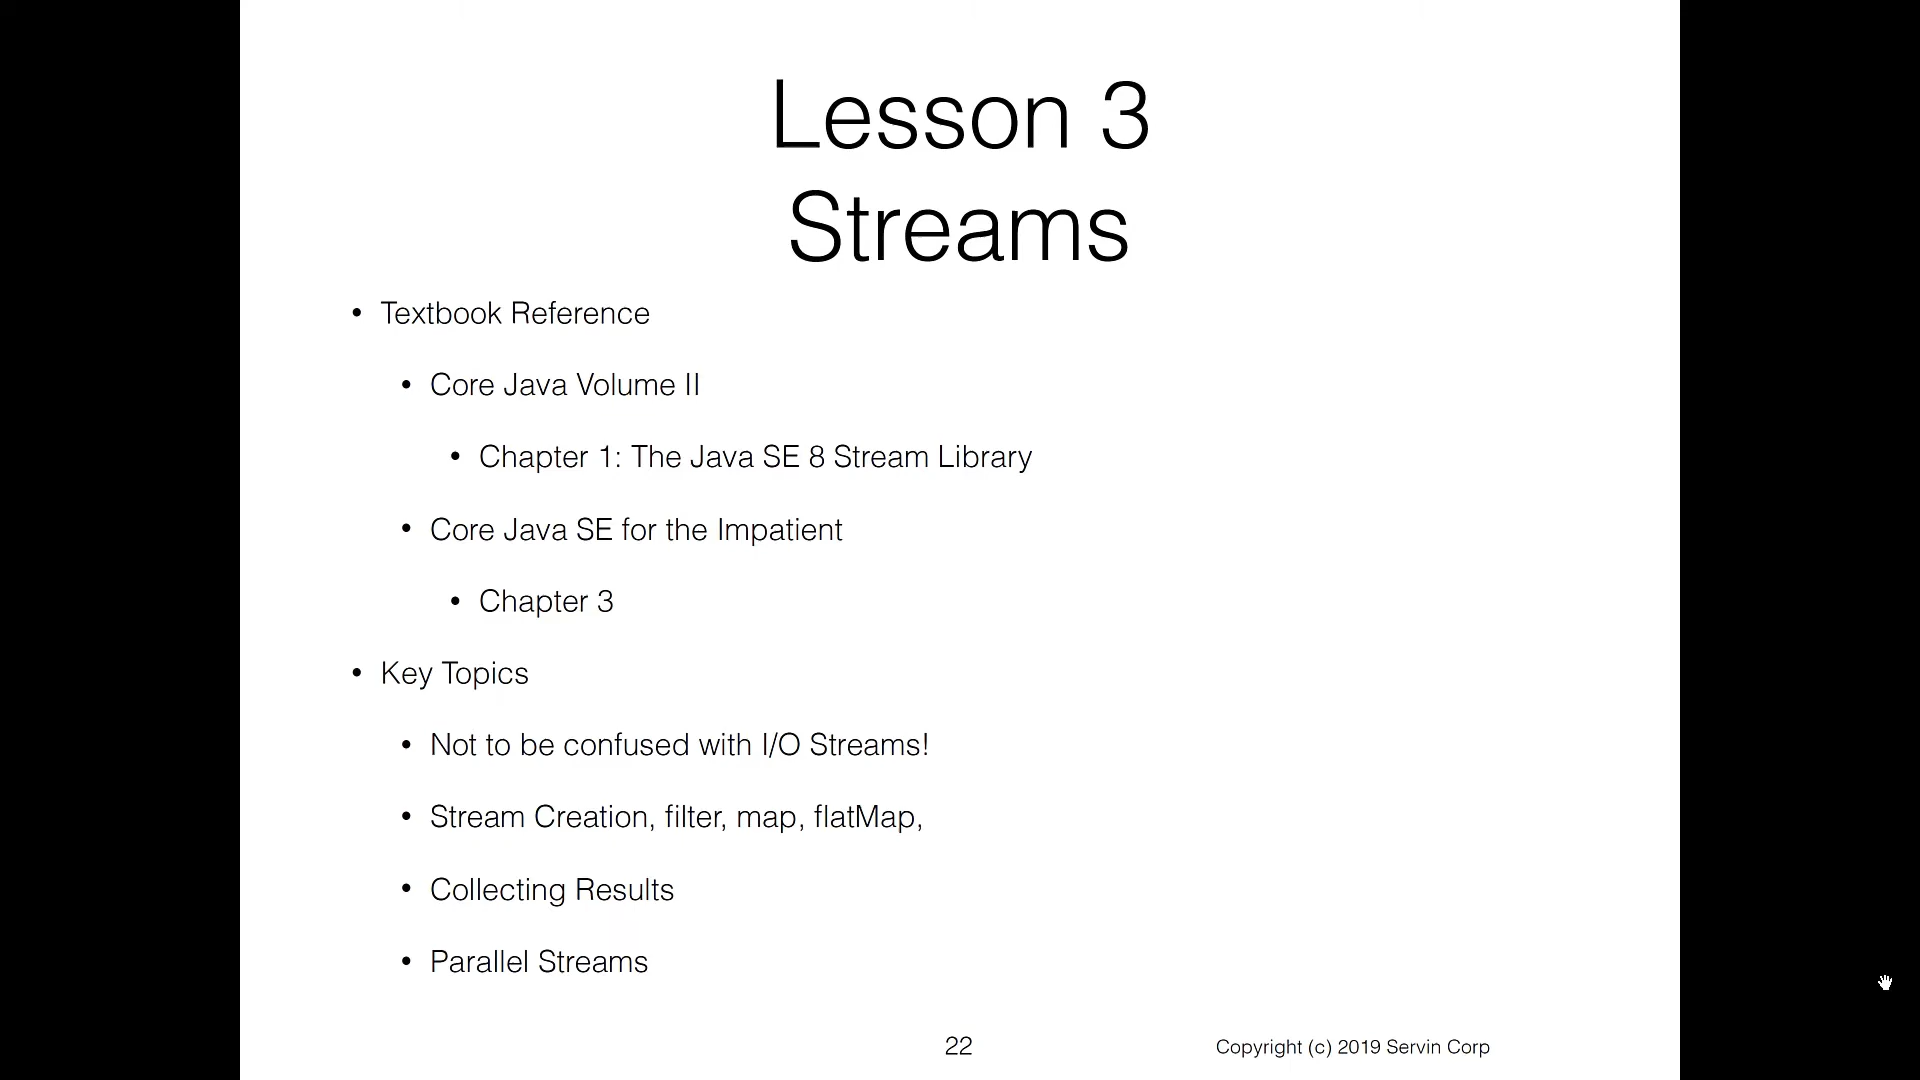 Lesson 3
Streams
• Textbook Reference
• Core Java Volume II
• Chapter 1: The Java SE 8 Stream Library
• Core Java SE for the Impatient
• Chapter 3
• Key Topics
• Not to be confused with I/O Streams!
• Stream Creation, filter, map, flatMap,
• Collecting Results
• Parallel Streams
22
Copyright (c) 2019 Servin Corp